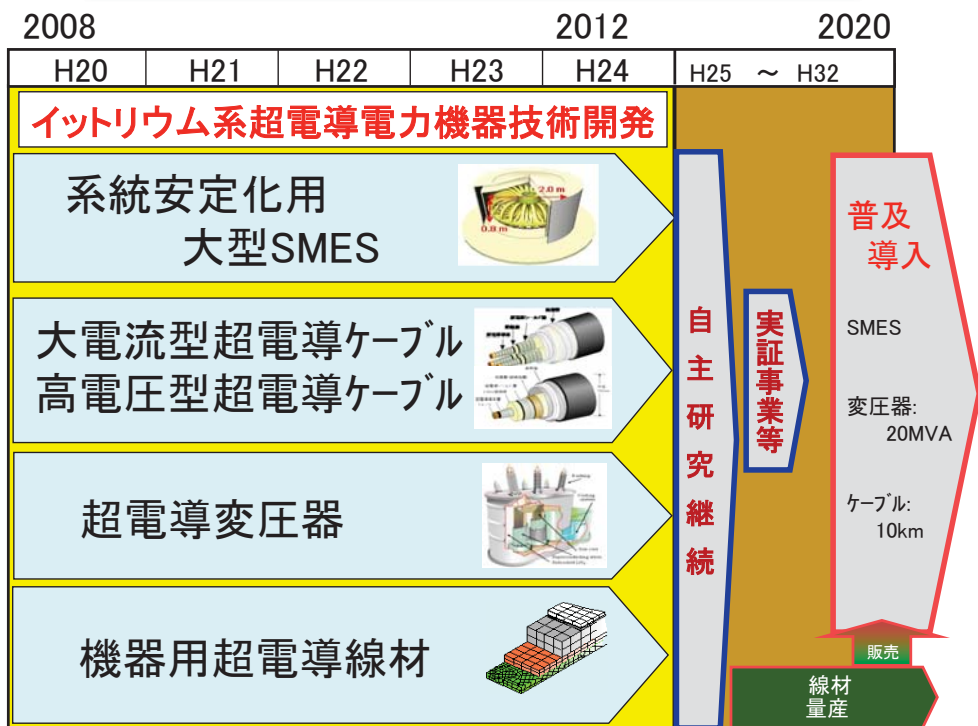 2008
2012
2020
H20
H21
H22
H23
H24
H25 ～ H32
イットリウム系超電導電力機器技術開発
系統安定化用
大型SMES
2.0 m
0.8 m
大電流型超電導ｹｰﾌﾞﾙ
高電圧型超電導ｹｰﾌﾞﾙ
超電導変圧器
機器用超電導線材
自主研究継続
実証事業等
普及
導入
SMES
変圧器:
20MVA
ｹｰﾌﾞﾙ:
10km
販売
線材
量産